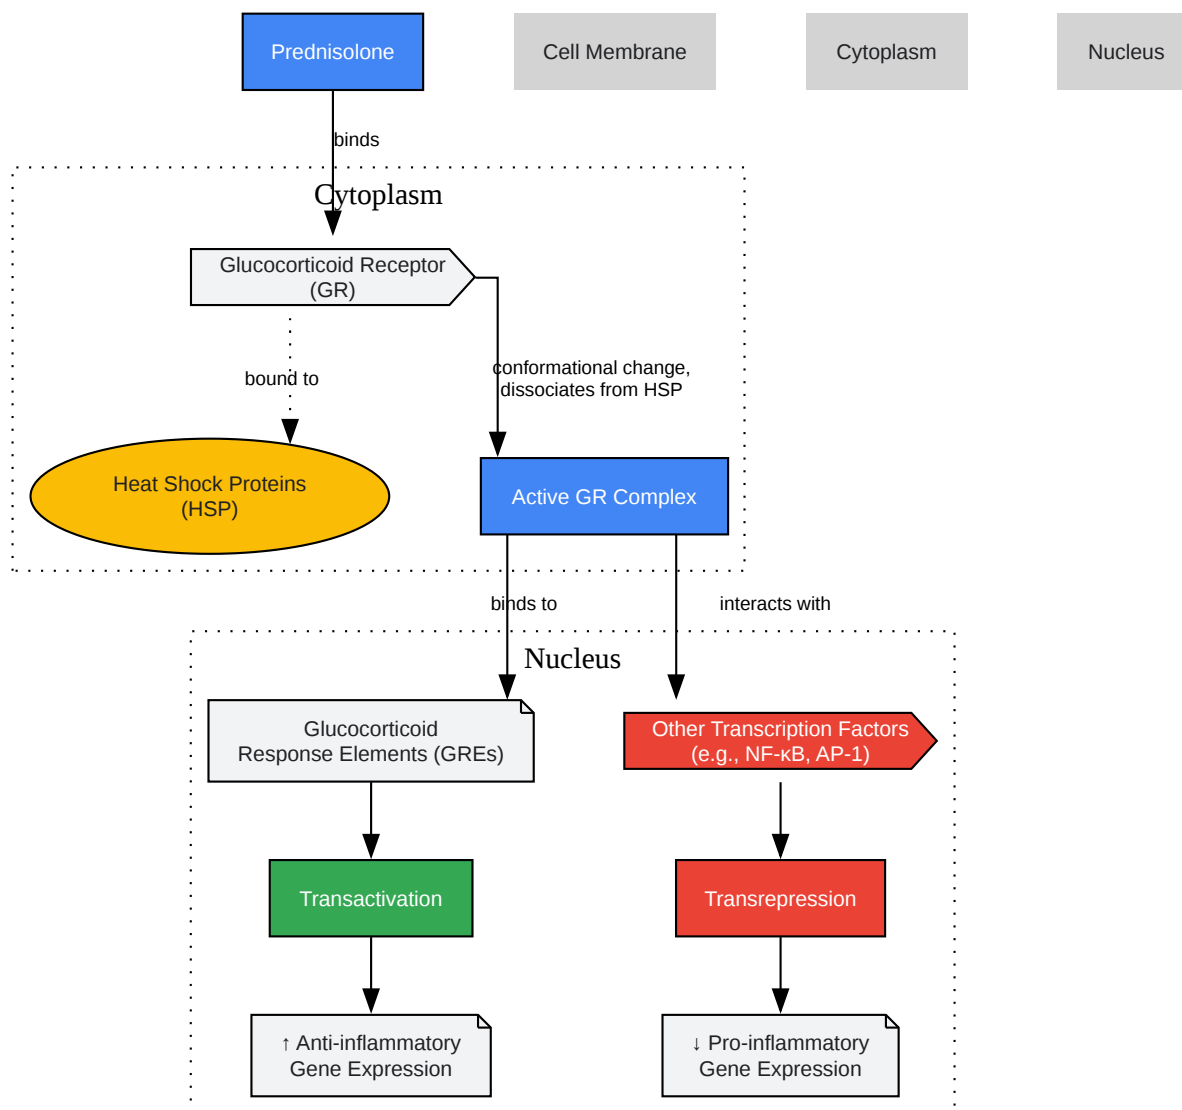 Prednisolone
Cell Membrane
Cytoplasm
Nucleus
binds
Cytoplasm
Glucocorticoid Receptor
(GR)
bound to
conformational change,
dissociates from HSP
Heat Shock Proteins
(HSP)
Active GR Complex
binds to
interacts with
Nucleus
Glucocorticoid
Response Elements (GREs)
Other Transcription Factors
(e.g., NF-κB, AP-1)
Transactivation
Transrepression
↑ Anti-inflammatory
Gene Expression
↓ Pro-inflammatory
Gene Expression